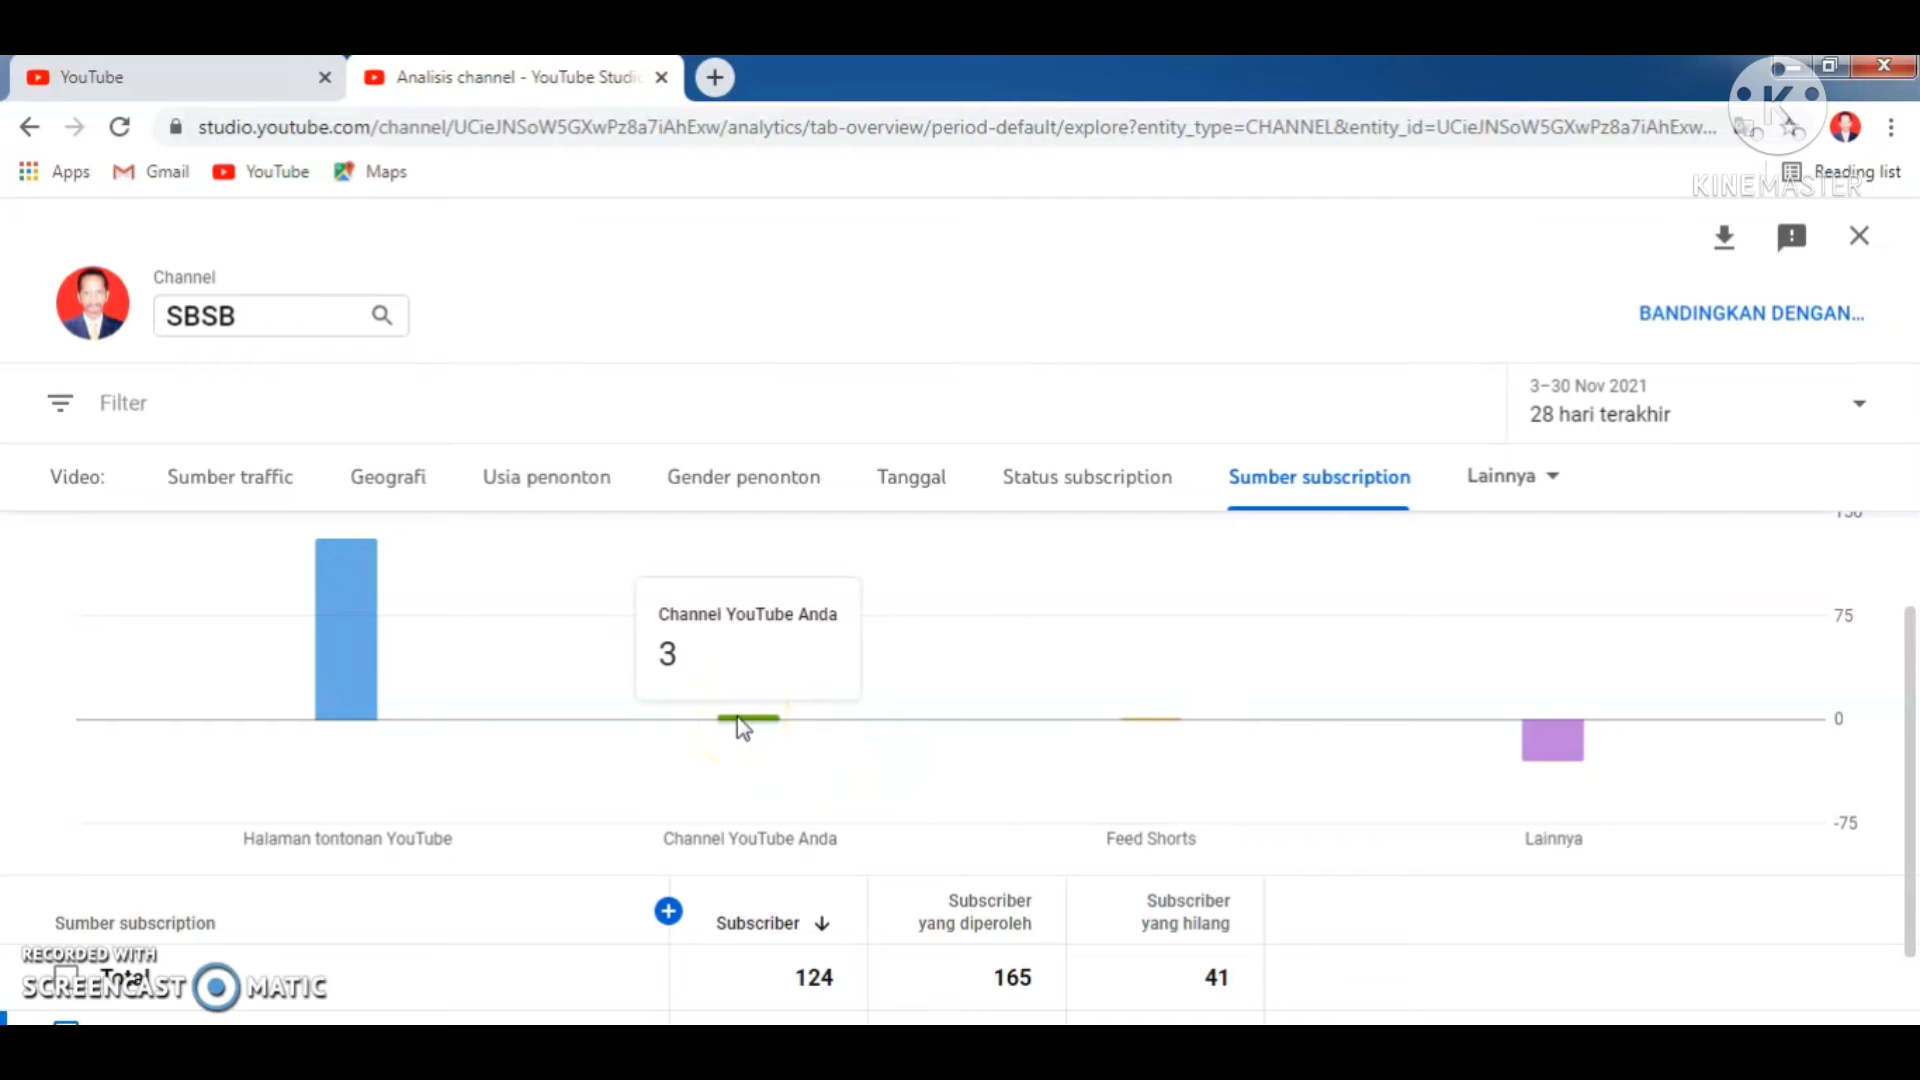 YouTube
Analisis channel - YouTube Studi
studio.youtube.com/channel/UCieJNSoW5GXwPz8a7iAhExw/analytics/tab-overview/period-default/explore?entity_type=CHANNEL&entity_id=UCieJNSoW5GXwPz8a7iAhExw...
Apps Gmail YouTube Maps Reading list
K
KINEMASTER
Channel
SBSB
BANDINGKAN DENGAN...
Filter
3–30 Nov 2021
28 hari terakhir
Video: Sumber traffic Geografi Usia penonton Gender penonton Tanggal Status subscription Sumber subscription Lainnya
150
75
Channel YouTube Anda
3
0
-75
Halaman tontonan YouTube Channel YouTube Anda Feed Shorts Lainnya
Sumber subscription Subscriber Subscriber yang diperoleh Subscriber yang hilang
Total 124 165 41
RECORDED WITH
SCREENCAST MATIC